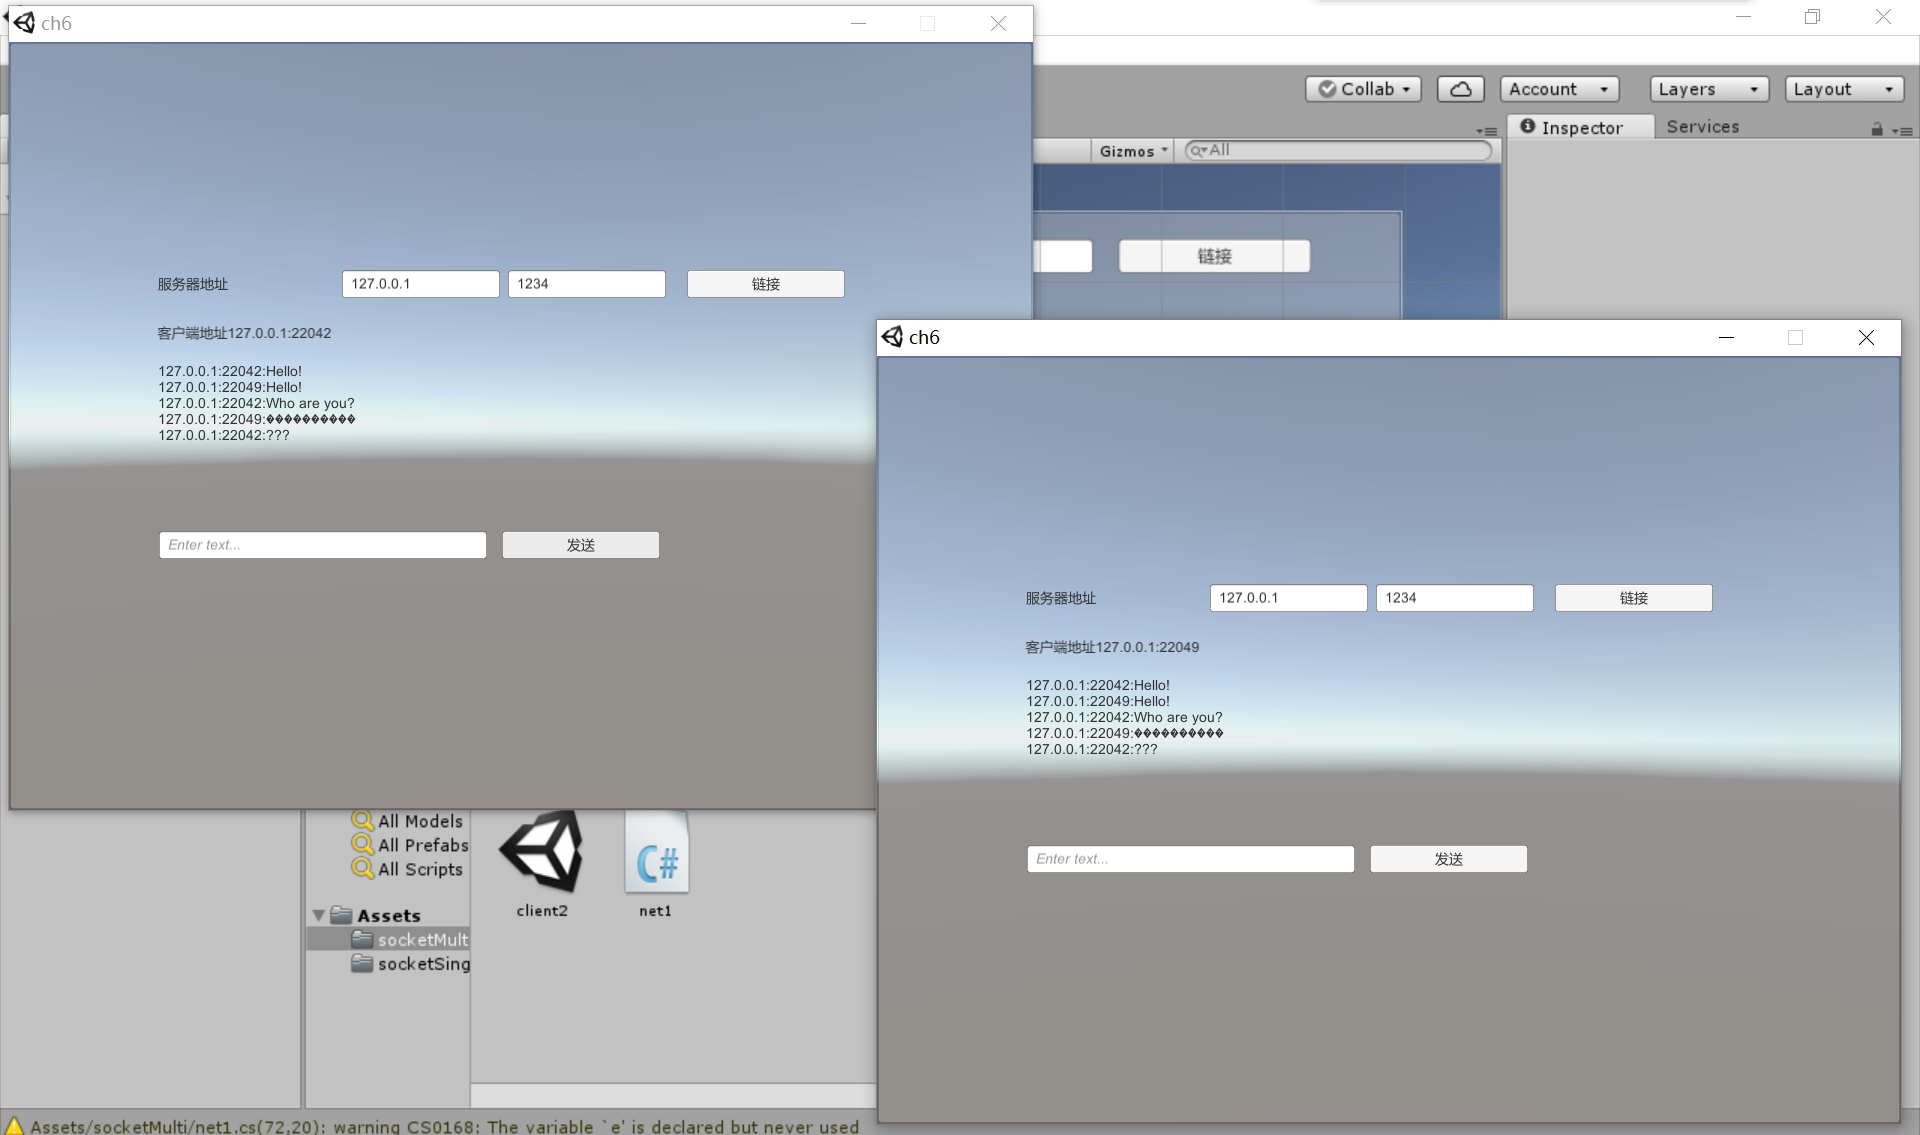 ch6
Collab
Account
Layers
Layout
Inspector
Services
Gizmos
All
链接
服务器地址
127.0.0.1
1234
链接
客户端地址127.0.0.1:22042
127.0.0.1:22042:Hello!
127.0.0.1:22049:Hello!
127.0.0.1:22042:Who are you?
127.0.0.1:22049:�����������
127.0.0.1:22042:???
Enter text...
发送
ch6
服务器地址
127.0.0.1
1234
链接
客户端地址127.0.0.1:22049
127.0.0.1:22042:Hello!
127.0.0.1:22049:Hello!
127.0.0.1:22042:Who are you?
127.0.0.1:22049:�����������
127.0.0.1:22042:???
Enter text...
发送
All Models
All Prefabs
All Scripts
Assets
socketMult
socketSing
client2
C#
net1
Assets/socketMulti/net1.cs(72,20): warning CS0168: The variable `e' is declared but never used